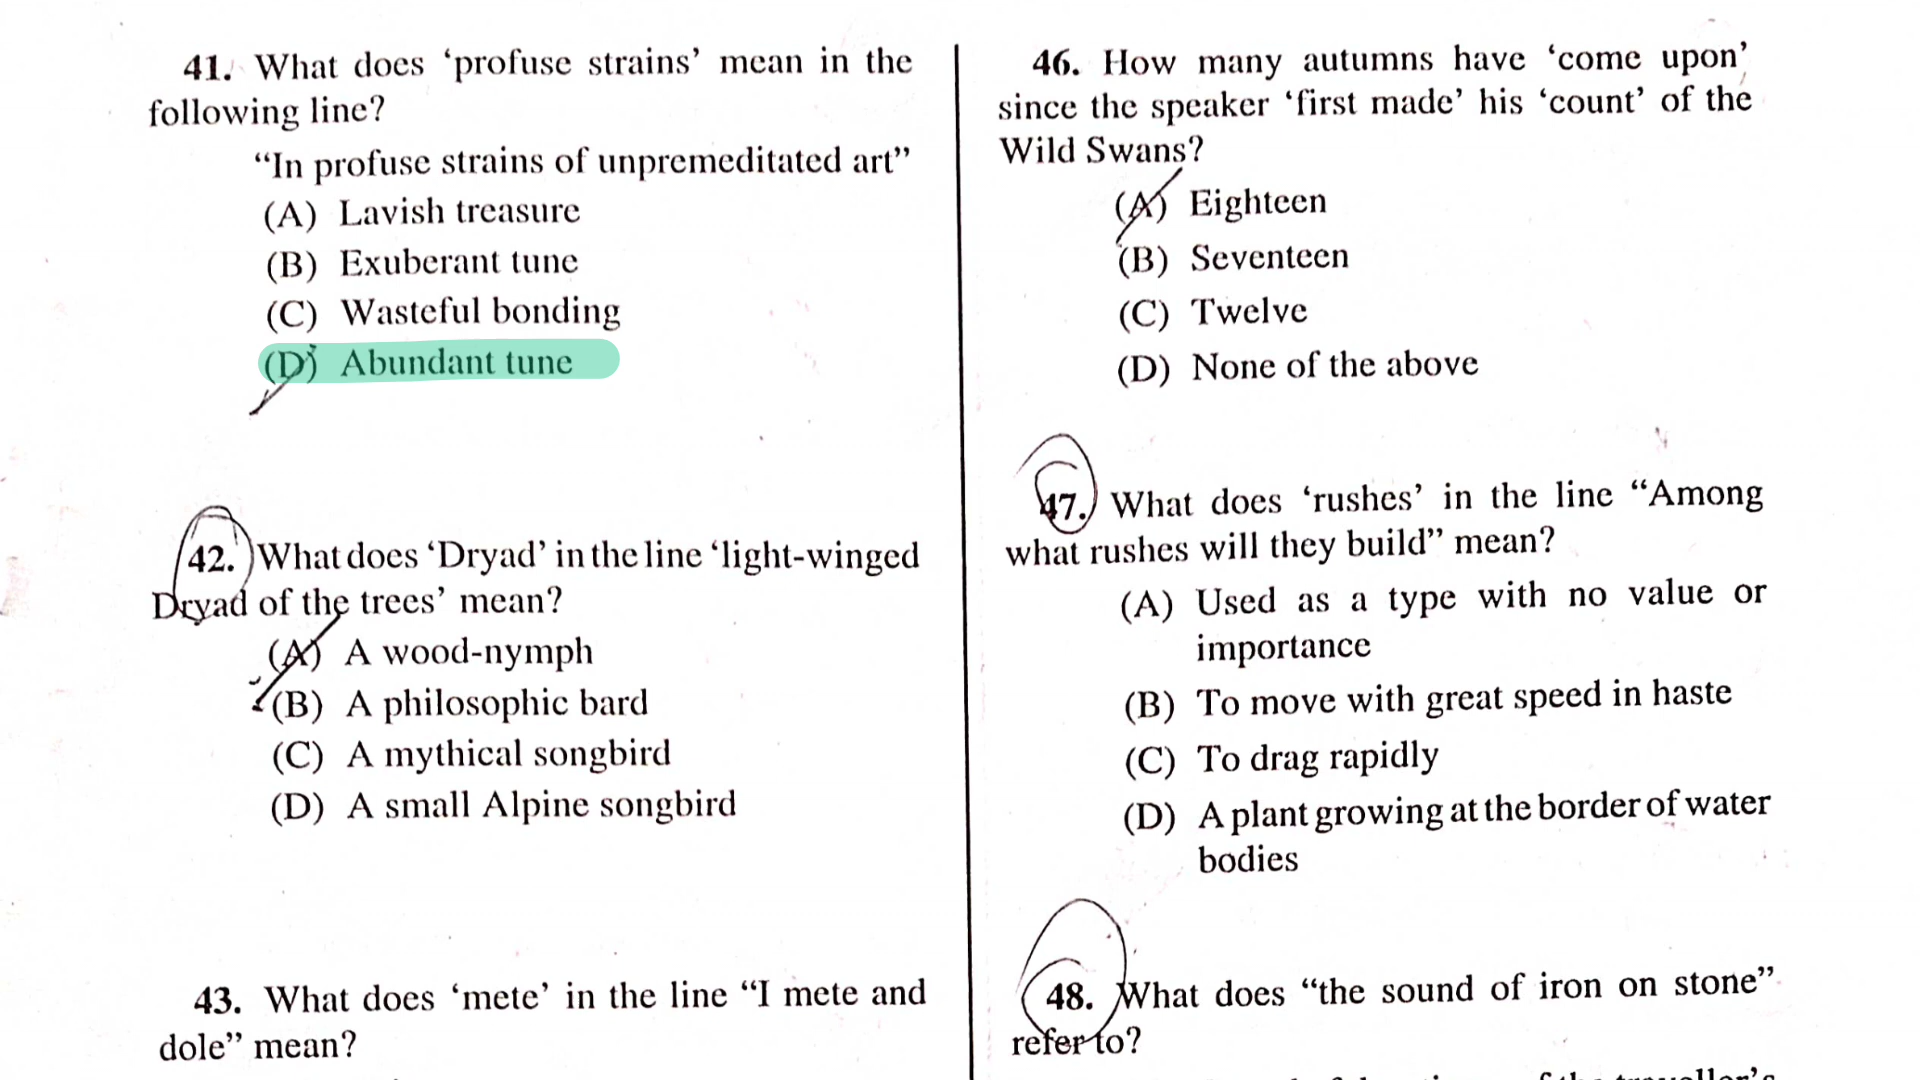 41. What does ‘profuse strains’ mean in the
following line?
“In profuse strains of unpremeditated art”
(A) Lavish treasure
(B) Exuberant tune
(C) Wasteful bonding
(D) Abundant tune
42. What does ‘Dryad’ in the line ‘light-winged
Dryad of the trees’ mean?
(A) A wood-nymph
(B) A philosophic bard
(C) A mythical songbird
(D) A small Alpine songbird
43. What does ‘mete’ in the line “I mete and
dole” mean?
46. How many autumns have ‘come upon’
since the speaker ‘first made’ his ‘count’ of the
Wild Swans?
(A) Eighteen
(B) Seventeen
(C) Twelve
(D) None of the above
47. What does ‘rushes’ in the line “Among
what rushes will they build” mean?
(A) Used as a type with no value or
importance
(B) To move with great speed in haste
(C) To drag rapidly
(D) A plant growing at the border of water
bodies
48. What does “the sound of iron on stone”
refer to?